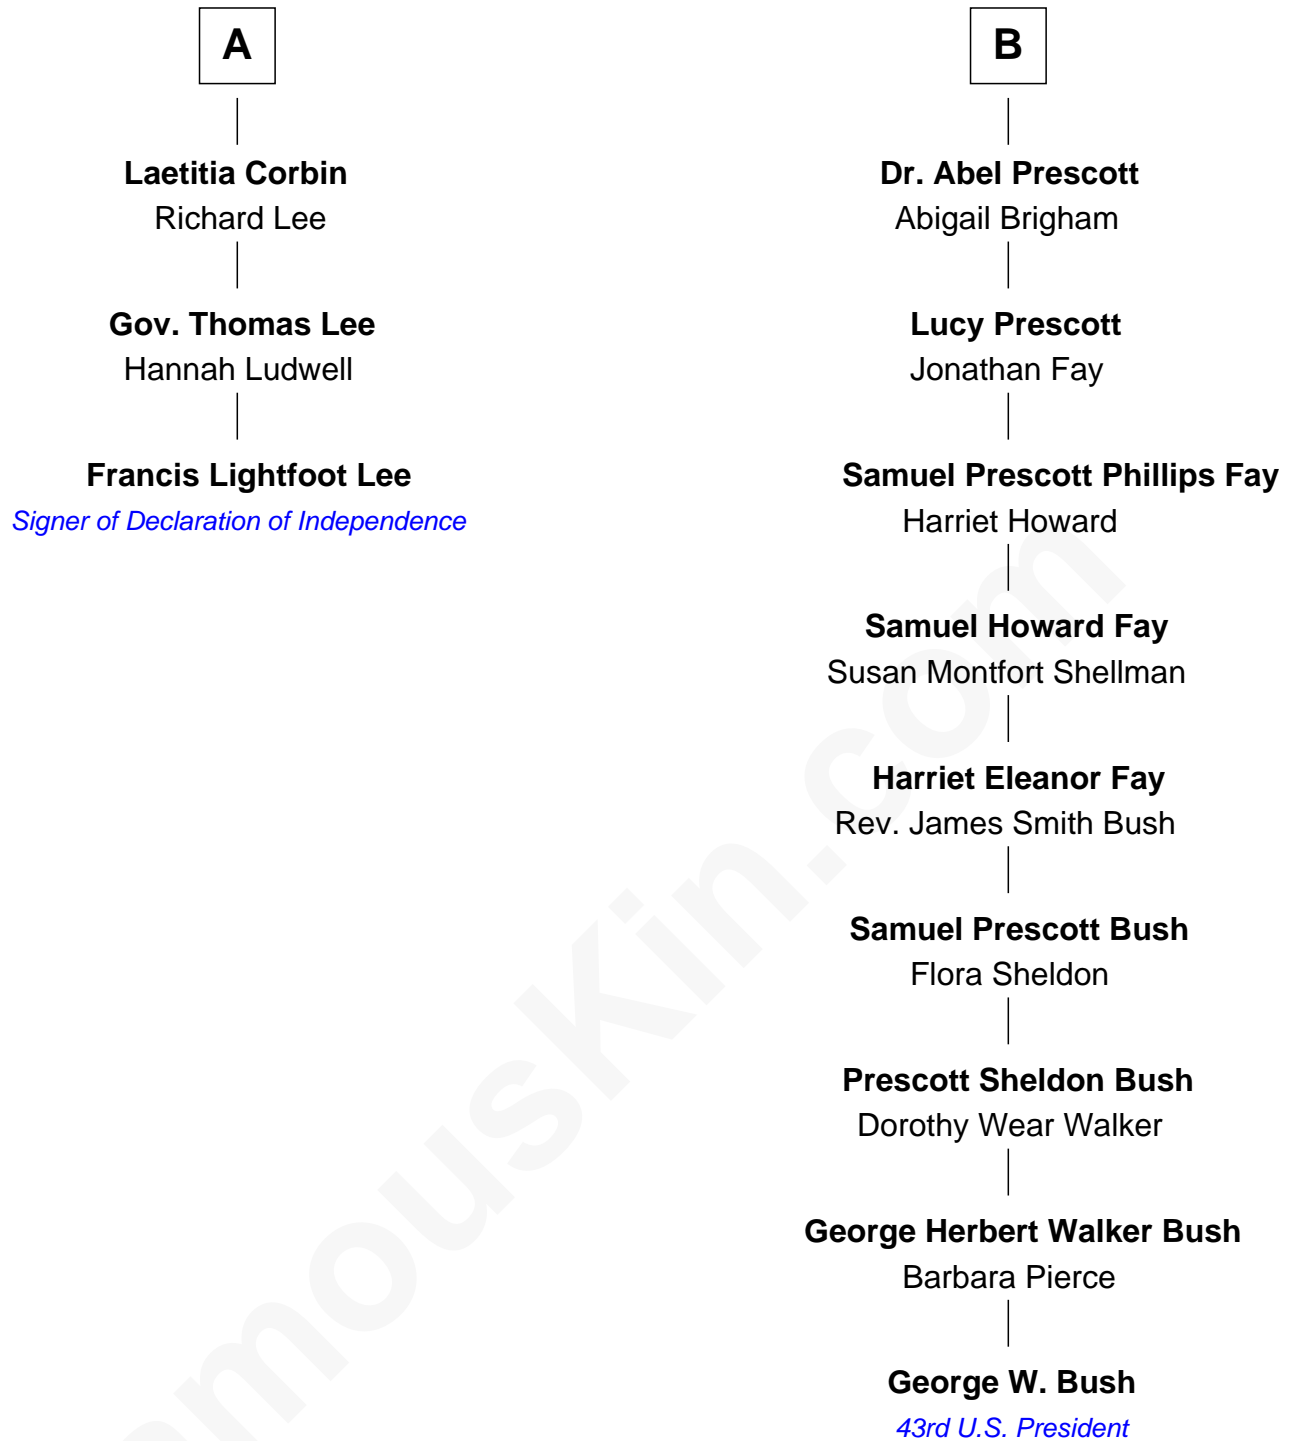 A
Laetitia Corbin
Richard Lee
Gov. Thomas Lee
Hannah Ludwell
Francis Lightfoot Lee
Signer of Declaration of Independence
B
Dr. Abel Prescott
Abigail Brigham
Lucy Prescott
Jonathan Fay
Samuel Prescott Phillips Fay
Harriet Howard
Samuel Howard Fay
Susan Montfort Shellman
Harriet Eleanor Fay
Rev. James Smith Bush
Samuel Prescott Bush
Flora Sheldon
Prescott Sheldon Bush
Dorothy Wear Walker
George Herbert Walker Bush
Barbara Pierce
George W. Bush
43rd U.S. President
amouskin.com